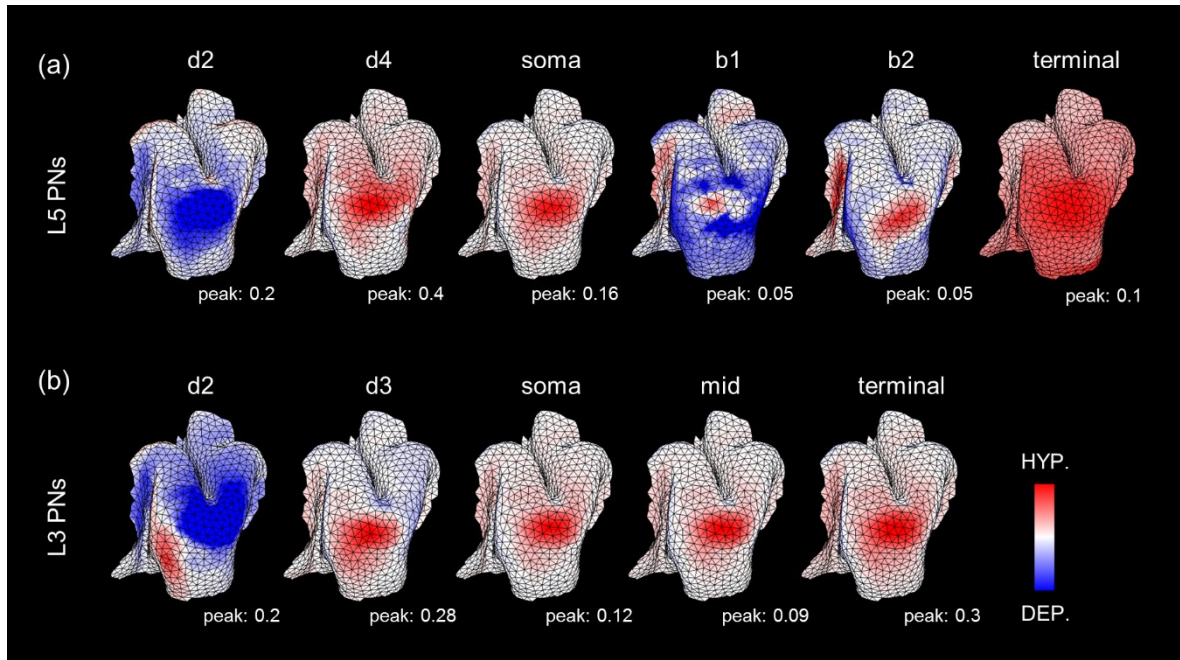 (a)
d2 d4 soma b1 b2 terminal
L5 PNs
peak: 0.2 peak: 0.4 peak: 0.16 peak: 0.05 peak: 0.05 peak: 0.1
(b)
d2 d3 soma mid terminal
L3 PNs
HYP.
DEP.
peak: 0.2 peak: 0.28 peak: 0.12 peak: 0.09 peak: 0.3